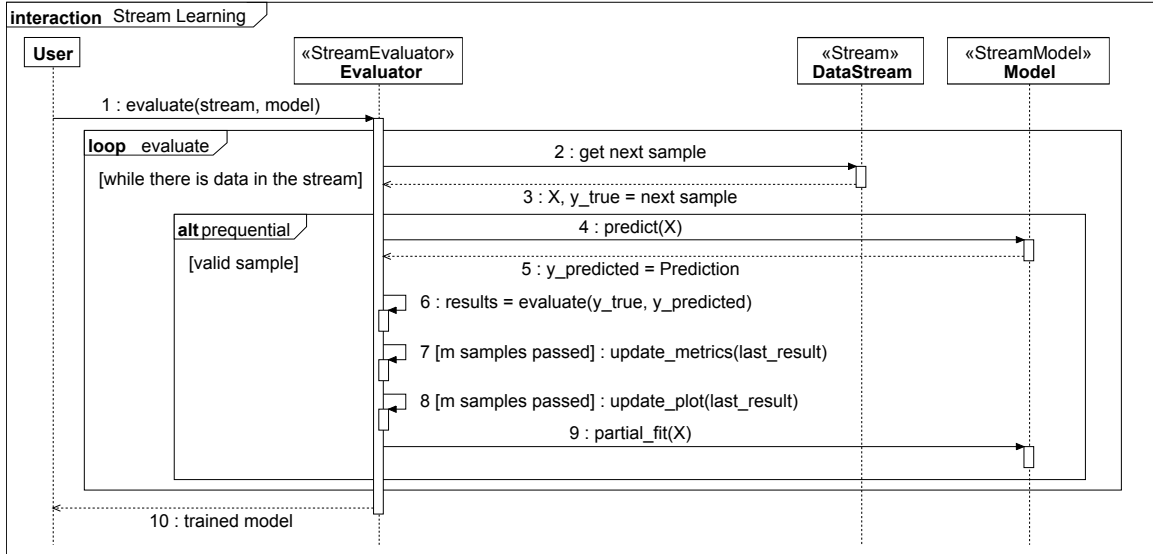 interaction Stream Learning
User
«StreamEvaluator»
Evaluator
«Stream»
DataStream
«StreamModel»
Model
1 : evaluate(stream, model)
loop evaluate
2 : get next sample
[while there is data in the stream]
3 : X, y_true = next sample
alt prequential
4 : predict(X)
[valid sample]
5 : y_predicted = Prediction
6 : results = evaluate(y_true, y_predicted)
7 [m samples passed] : update_metrics(last_result)
8 [m samples passed] : update_plot(last_result)
9 : partial_fit(X)
10 : trained model